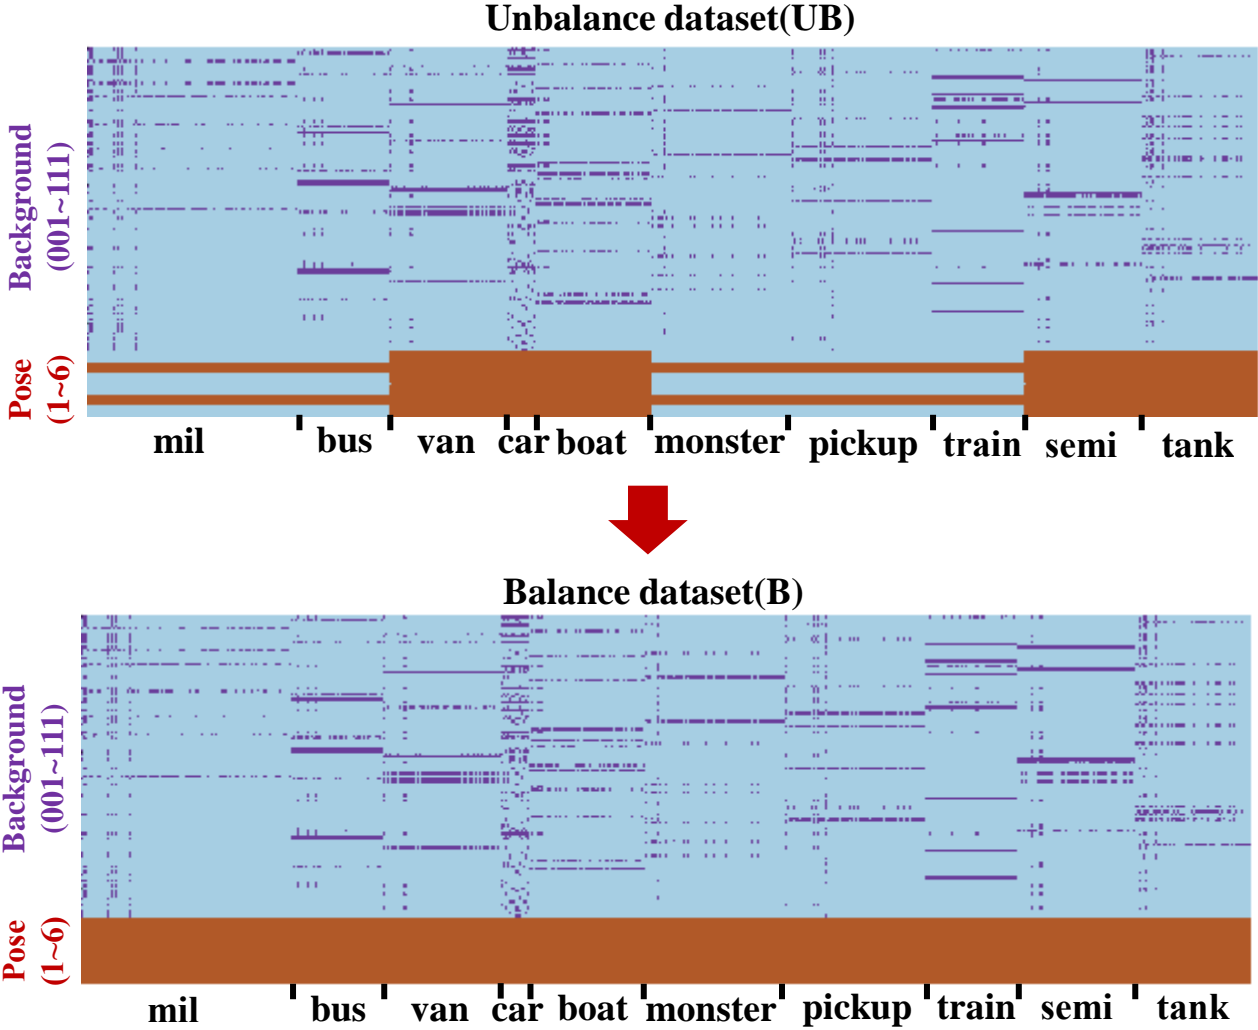 Unbalance dataset(UB)
Background
(001~111)
Pose
(1~6)
mil bus van car boat monster pickup train semi tank
Balance dataset(B)
Background
(001~111)
Pose
(1~6)
mil bus van car boat monster pickup train semi tank